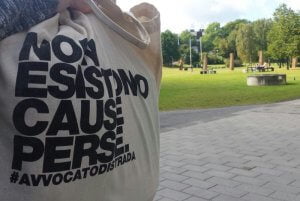 NON
ESISTONO
CAUSE
PERSE.
#AVVOCATODISTRADA